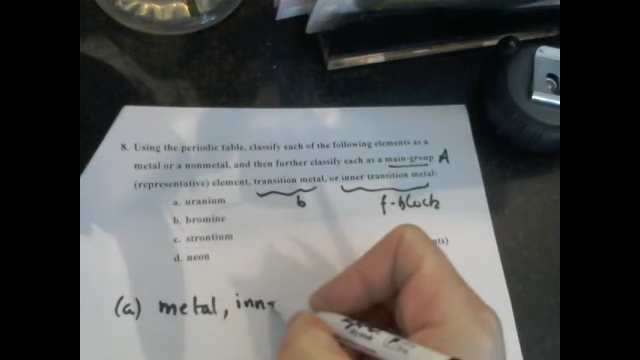 8. Using the periodic table, classify each of the following elements as a
metal or a nonmetal, and then further classify each as a main-group A
(representative) element, transition metal, or inner transition metal:
b f-block
a. uranium
b. bromine
c. strontium
nts)
d. neon
(a) metal, inn